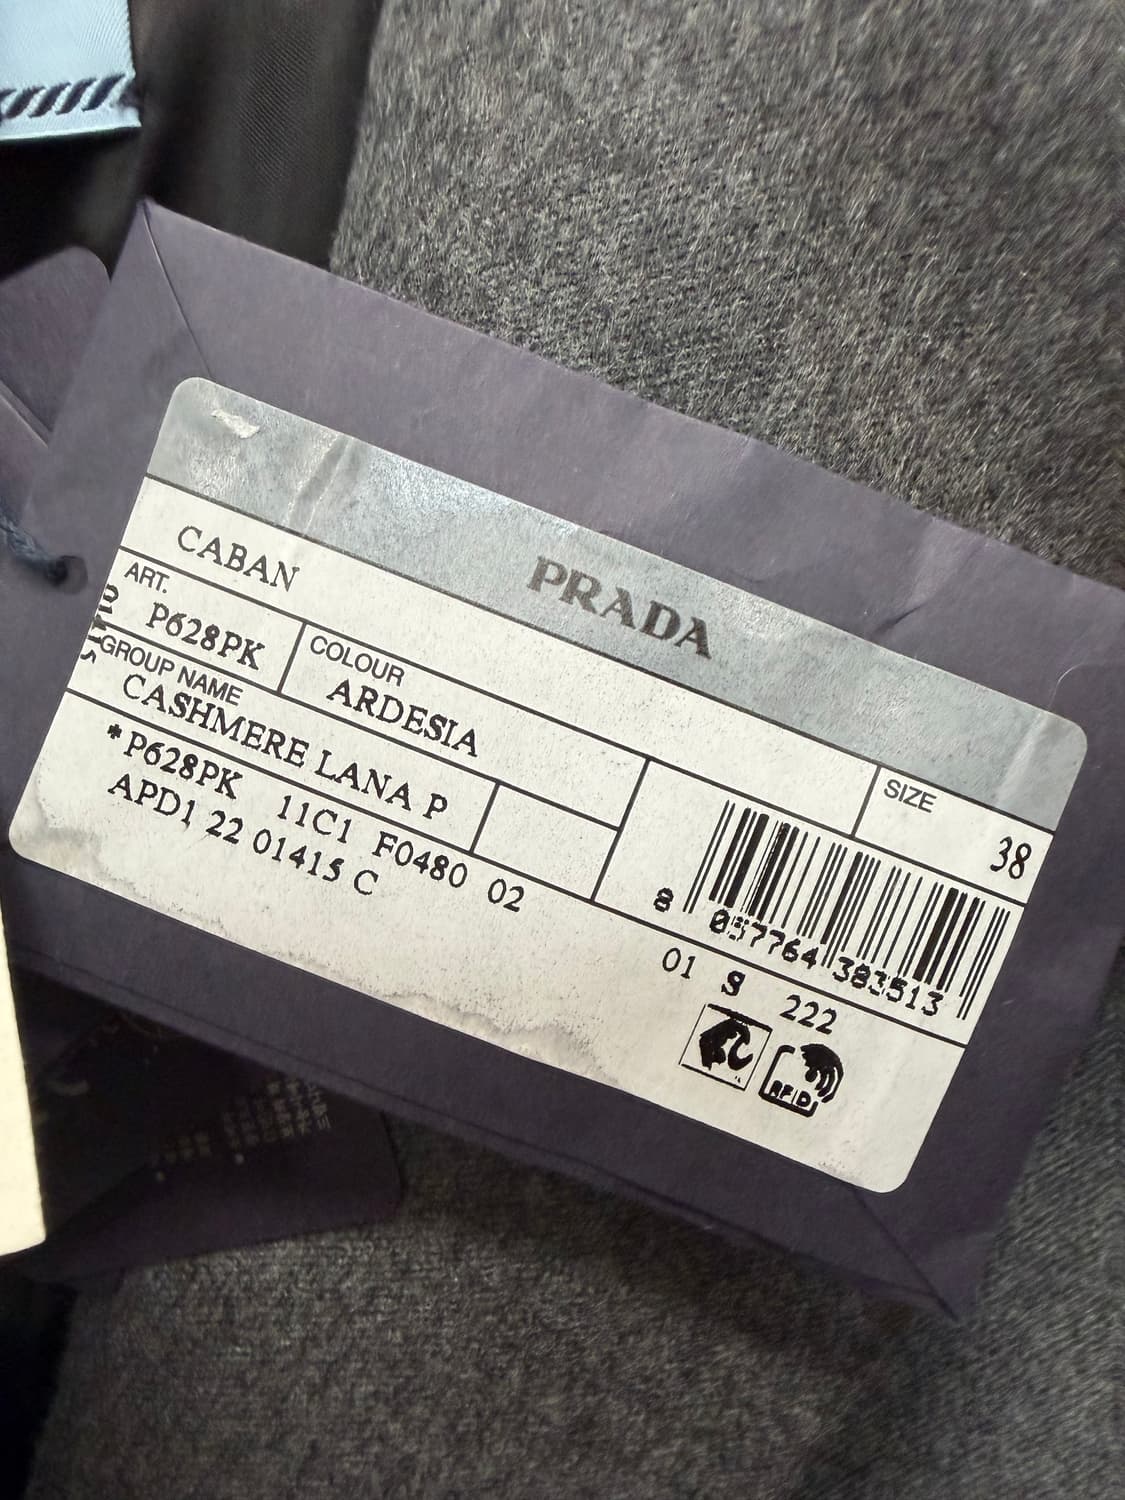 PRADA
CABAN
ART.
P628PK
COLOUR
ARDESIA
SIZE
38
GROUP NAME
CASHMERE LANA P
*P628PK 11C1 F0480 02
APD1 22 01415 C
8 057764 383513
01 S 222
RFID